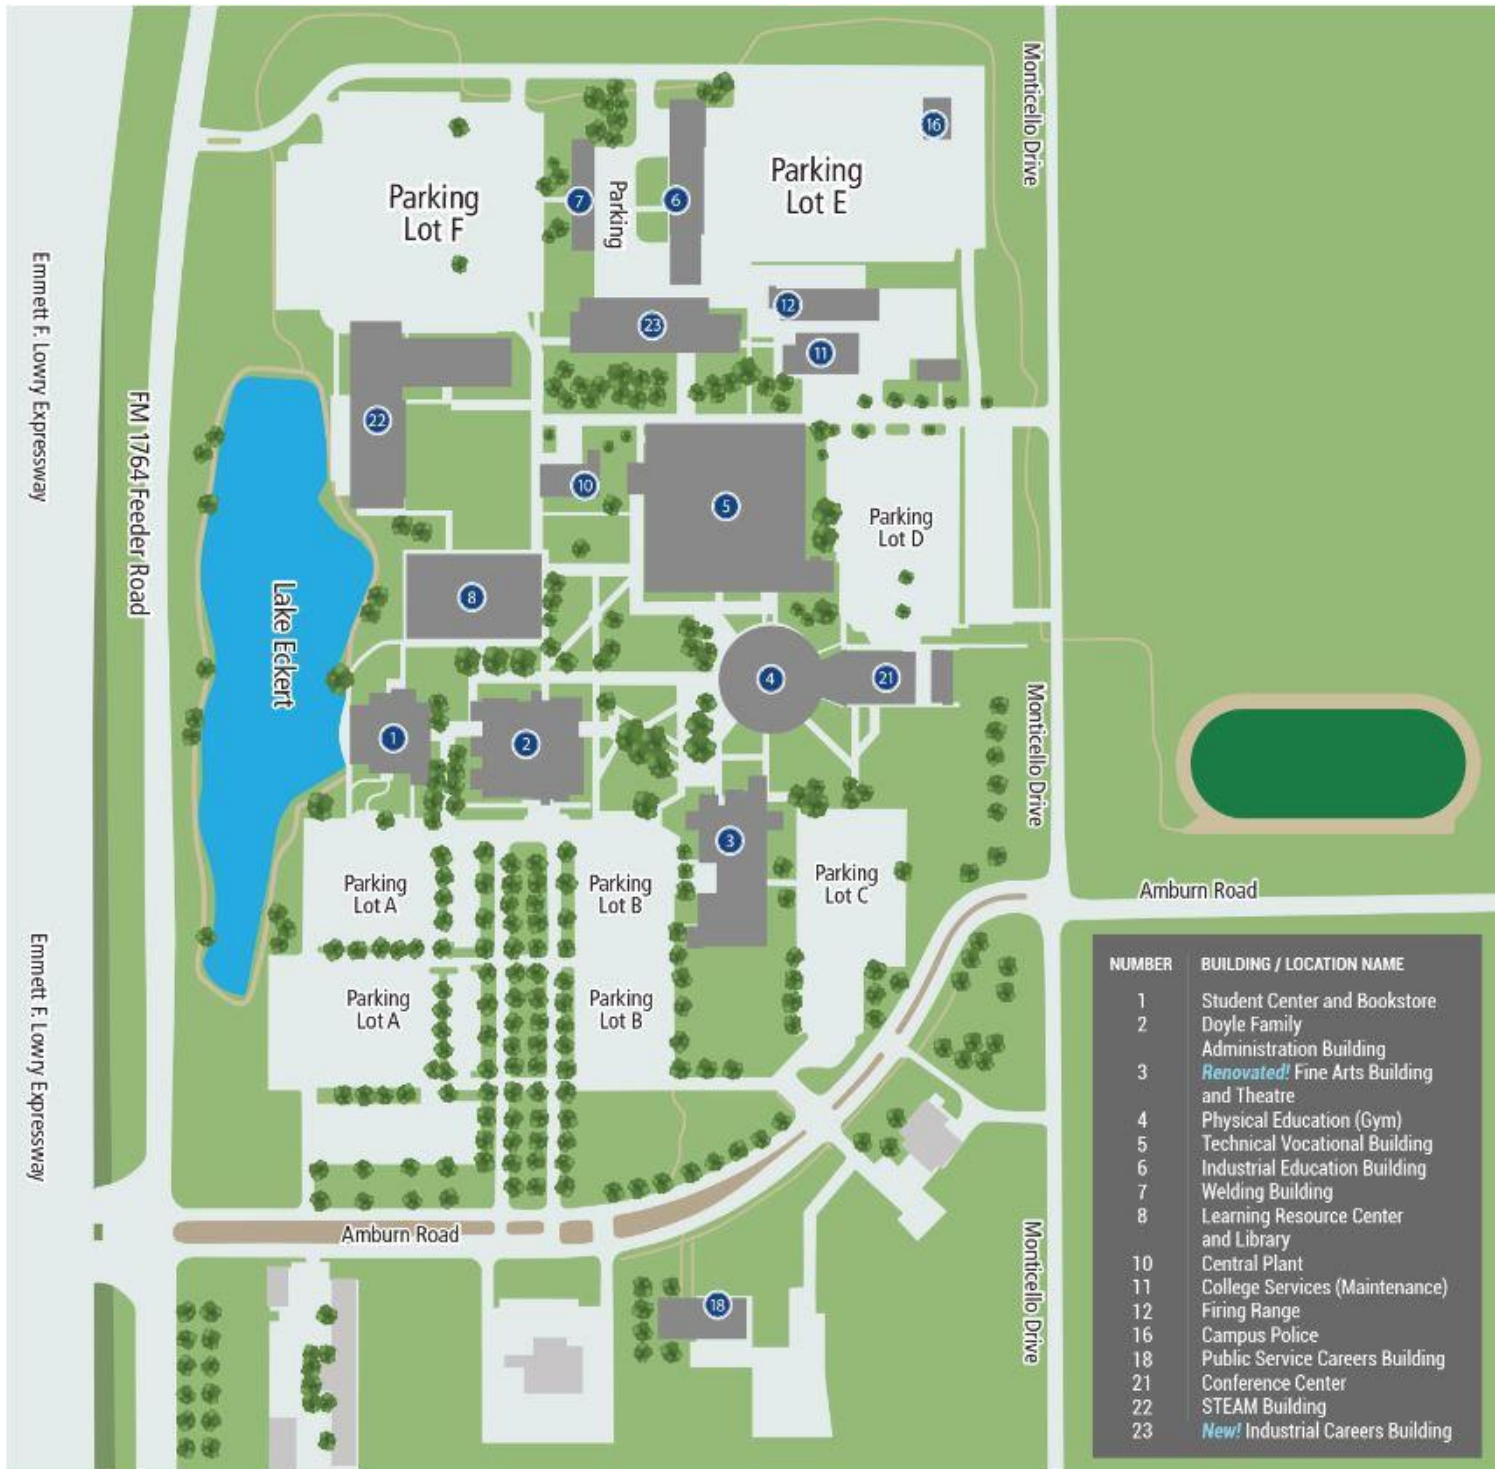 Monticello Drive
16
Parking
Lot E
Parking
Lot F
7
Parking
6
Emmett F. Lowry Expressway
12
23
11
FM 1764 Feeder Road
22
10
5
Parking
Lot D
Lake Eckert
8
4
21
Monticello Drive
1
2
3
Parking
Lot A
Parking
Lot B
Parking
Lot C
Amburn Road
Emmett F. Lowry Expressway
Parking
Lot A
Parking
Lot B
Amburn Road
18
Monticello Drive
NUMBER BUILDING / LOCATION NAME
1 Student Center and Bookstore
2 Doyle Family
Administration Building
3 Renovated! Fine Arts Building
and Theatre
4 Physical Education (Gym)
5 Technical Vocational Building
6 Industrial Education Building
7 Welding Building
8 Learning Resource Center
and Library
10 Central Plant
11 College Services (Maintenance)
12 Firing Range
16 Campus Police
18 Public Service Careers Building
21 Conference Center
22 STEAM Building
23 New! Industrial Careers Building